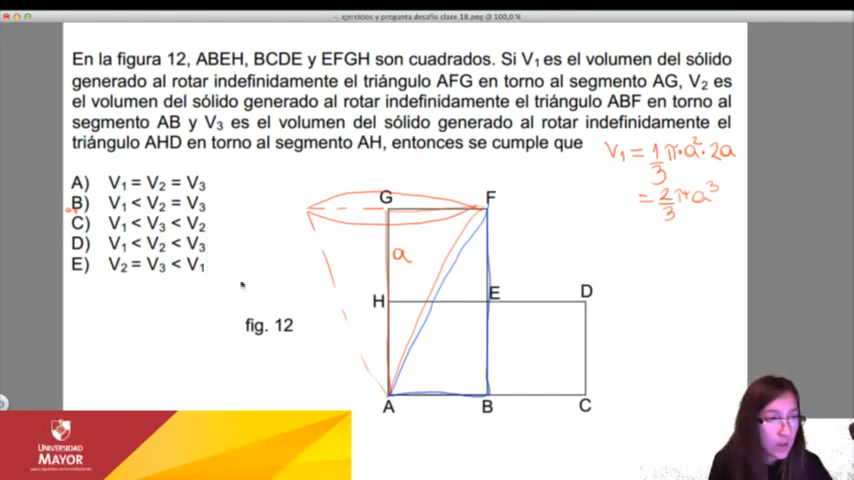 ejercicios y pregunta desafio clase 18.png @ 100,0 %
En la figura 12, ABEH, BCDE y EFGH son cuadrados. Si V1 es el volumen del sólido
generado al rotar indefinidamente el triángulo AFG en torno al segmento AG, V2 es
el volumen del sólido generado al rotar indefinidamente el triángulo ABF en torno al
segmento AB y V3 es el volumen del sólido generado al rotar indefinidamente el
triángulo AHD en torno al segmento AH, entonces se cumple que
V1 = 1/3 π · a² · 2a
= 2/3 π a³
A) V1 = V2 = V3
B) V1 < V2 = V3
C) V1 < V3 < V2
D) V1 < V2 < V3
E) V2 = V3 < V1
G F
a
H E D
fig. 12
A B C
UNIVERSIDAD
MAYOR